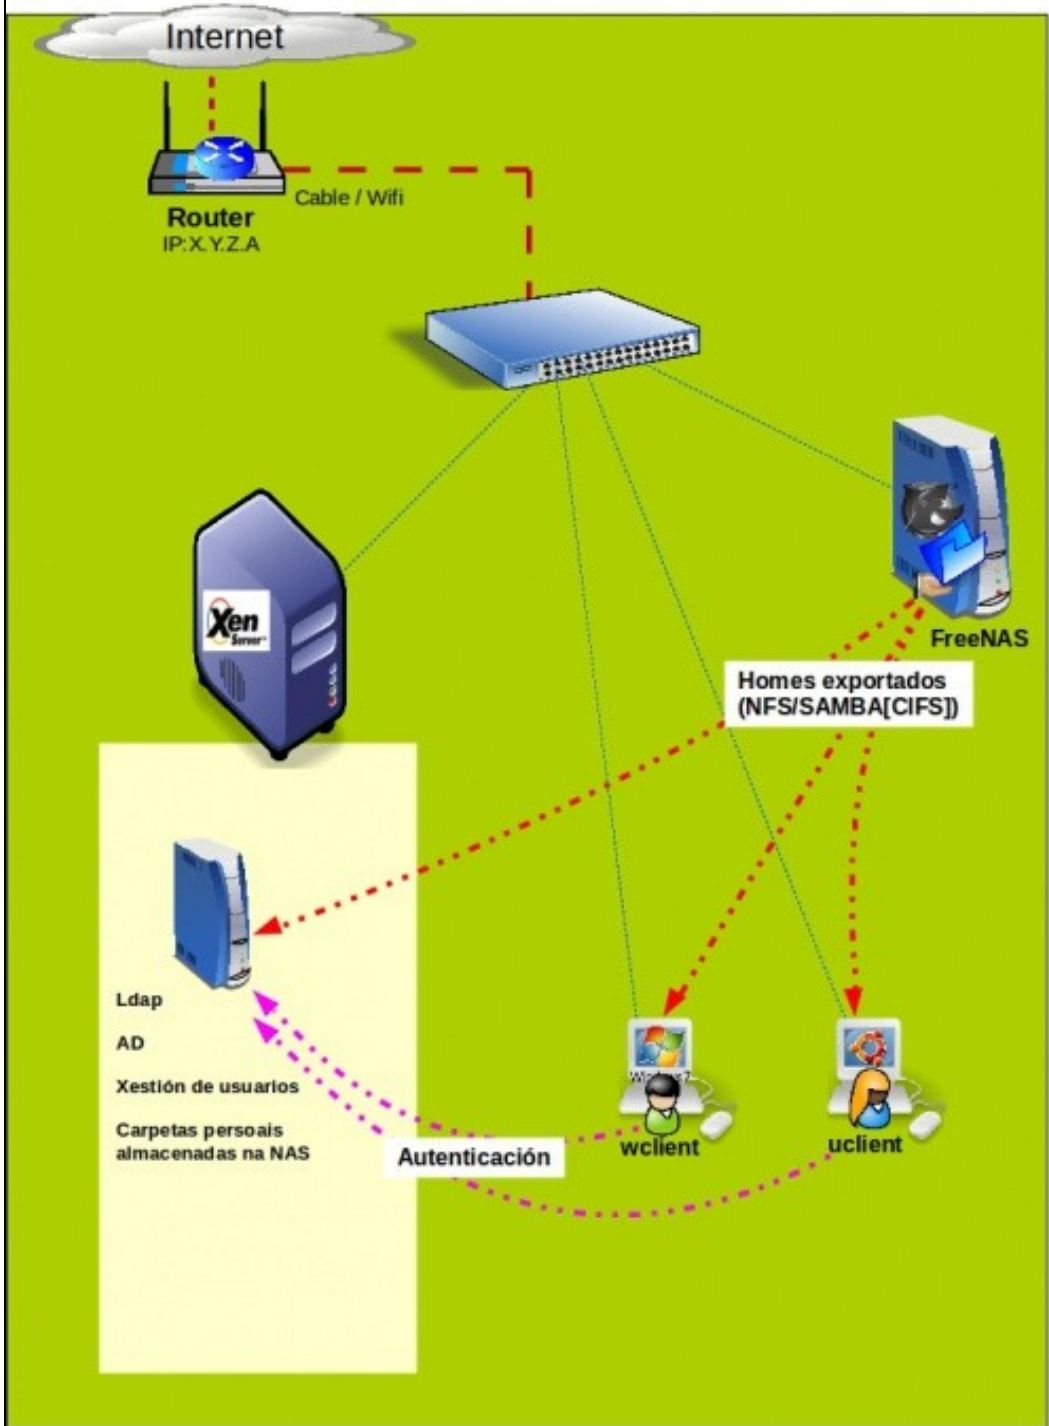 Internet
Cable / Wifi
Router
IP:X.Y.Z.A
Xen
Server
FreeNAS
Homes exportados
(NFS/SAMBA[CIFS])
Ldap
AD
Xestión de usuarios
Carpetas persoais
almacenadas na NAS
Autenticación
Windows7
wclient
uclient